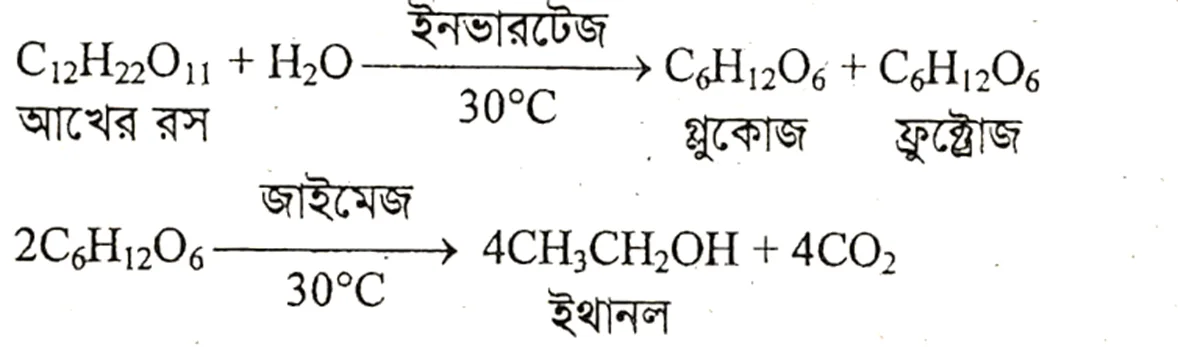 ইনভারটেজ
C₁₂H₂₂O₁₁ + H₂O ⟶ C₆H₁₂O₆ + C₆H₁₂O₆
30°C
আখের রস গ্লুকোজ ফ্রুক্টোজ
জাইমেজ
2C₆H₁₂O₆ ⟶ 4CH₃CH₂OH + 4CO₂
30°C
ইথানল